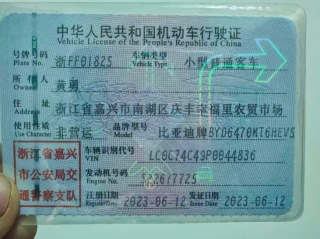 中华人民共和国机动车行驶证
Vehicle License of the People's Republic of China
号牌号码 浙FF01825 车辆类型 小型普通客车
Plate No. Vehicle Type
所有人 黄勇
Owner
住址 浙江省嘉兴市南湖区庆丰 福里农贸市场
Address
使用性质 非营运 品牌型号 比亚迪牌BYD6470MT6HEV5
Use Character Model
浙江省嘉兴 车辆识别代号 LC0C74C49P0044836
VIN
市公安局交 发动机号码
Engine No.
通警察支队 注册日期 2023-06-12 发证日期 2023-06-12
Register Date Issue Date